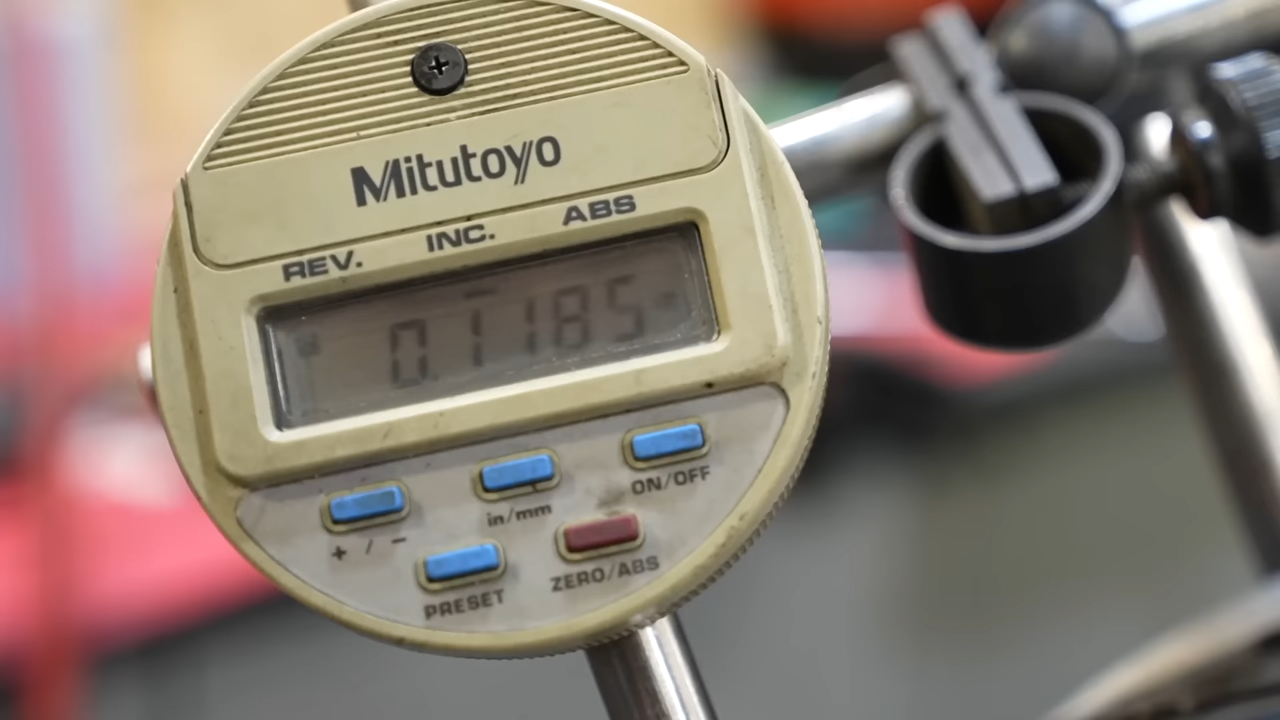 Mitutoyo
REV. INC. ABS
0.1185
ON/OFF
in/mm
+ / -
ZERO/ABS
PRESET